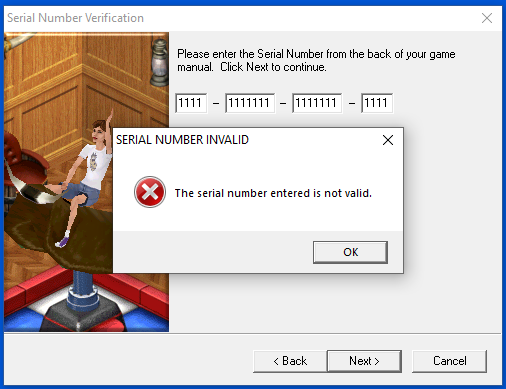 Serial Number Verification
Please enter the Serial Number from the back of your game
manual. Click Next to continue.
1111 – 1111111 – 1111111 – 1111
SERIAL NUMBER INVALID
The serial number entered is not valid.
OK
< Back Next > Cancel